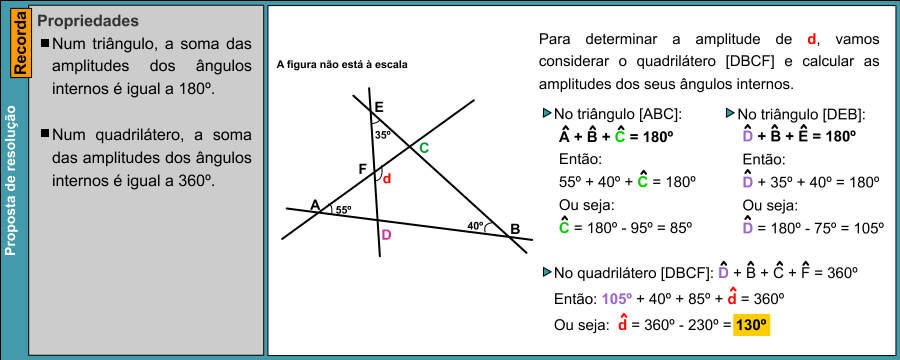 Recorda
Proposta de resolução
Propriedades
Num triângulo, a soma das
amplitudes dos ângulos
internos é igual a 180º.
Num quadrilátero, a soma
das amplitudes dos ângulos
internos é igual a 360º.
A figura não está à escala
E
35º
C
F
d
A
55º
D
40º
B
Para determinar a amplitude de d, vamos
considerar o quadrilátero [DBCF] e calcular as
amplitudes dos seus ângulos internos.
No triângulo [ABC]:
Â + B̂ + Ĉ = 180º
Então:
55º + 40º + Ĉ = 180º
Ou seja:
Ĉ = 180º - 95º = 85º
No triângulo [DEB]:
D̂ + B̂ + Ê = 180º
Então:
D̂ + 35º + 40º = 180º
Ou seja:
D̂ = 180º - 75º = 105º
No quadrilátero [DBCF]: D̂ + B̂ + Ĉ + F̂ = 360º
Então: 105º + 40º + 85º + d̂ = 360º
Ou seja: d̂ = 360º - 230º = 130º